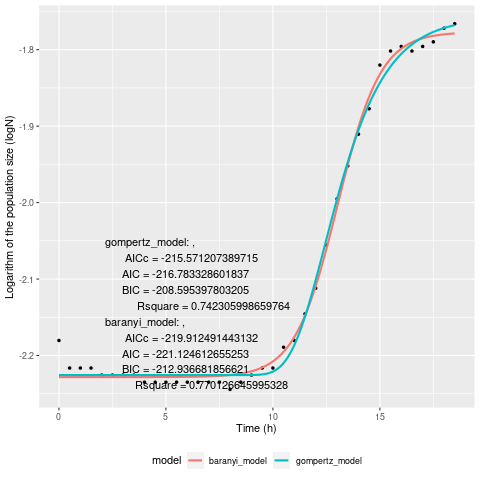 -1.8
-1.9
-2.0
-2.1
-2.2
Logarithm of the population size (logN)
gompertz_model: ,
AICc = -215.571207389715
AIC = -216.783328601837
BIC = -208.595397803205
Rsquare = 0.742305998659764
baranyi_model: ,
AICc = -219.912491443132
AIC = -221.124612655253
BIC = -212.936681856621
Rsquare = 0.770126645995328
0 5 10 15
Time (h)
model baranyi_model gompertz_model